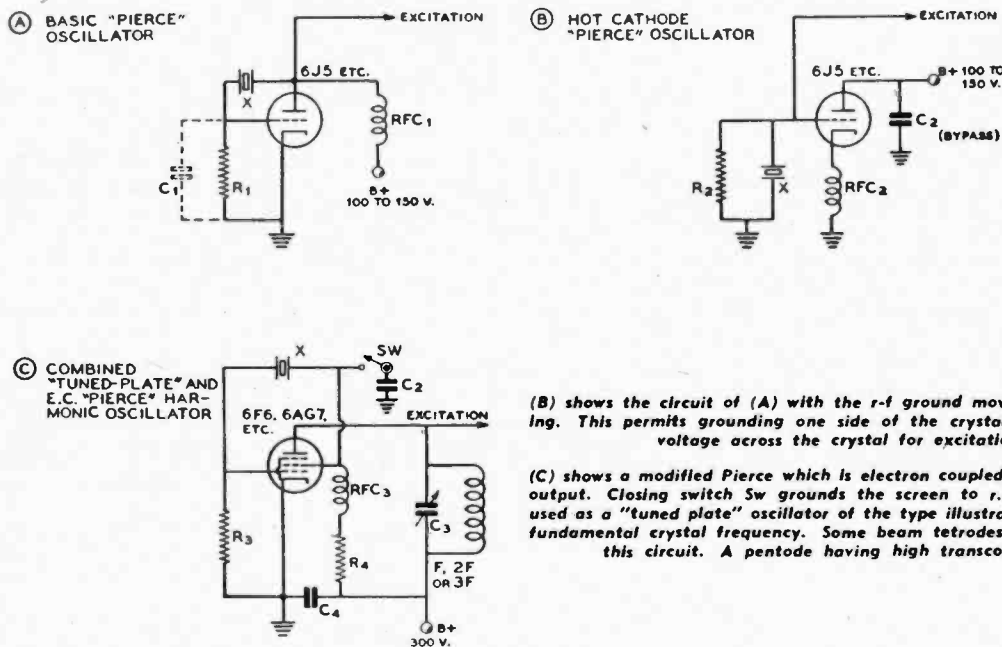 Ⓐ BASIC "PIERCE"
OSCILLATOR
EXCITATION
6J5 ETC.
X
RFC₁
C₁
R₁
B+
100 TO 150 V.
Ⓑ HOT CATHODE
"PIERCE" OSCILLATOR
EXCITATION
6J5 ETC.
B+ 100 TO
150 V.
C₂
(BYPASS)
R₂
X
RFC₂
Ⓒ COMBINED
"TUNED-PLATE" AND
E.C. "PIERCE" HAR-
MONIC OSCILLATOR
X
SW
C₂
6F6, 6AG7,
ETC.
EXCITATION
RFC₃
C₃
R₃
R₄
F, 2F
OR 3F
C₄
B+
300 V.
(B) shows the circuit of (A) with the r-f ground mov
ing. This permits grounding one side of the crysta
voltage across the crystal for excitatio
(C) shows a modified Pierce which is electron coupled
output. Closing switch Sw grounds the screen to r.
used as a "tuned plate" oscillator of the type illustra
fundamental crystal frequency. Some beam tetrodes
this circuit. A pentode having high transco